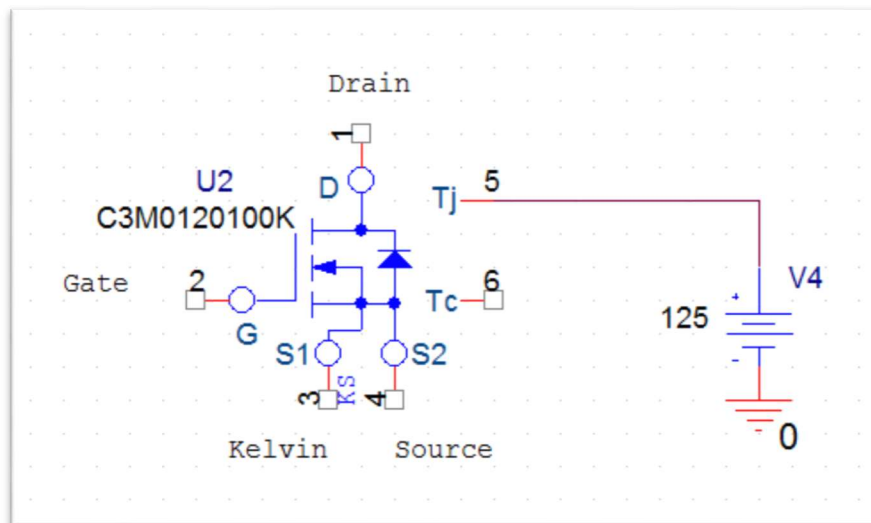 Drain
1
U2
D
Tj
5
C3M0120100K
V4
Gate
2
6
Tc
125
+
G
-
S1
S2
3
KS
4
0
Kelvin
Source